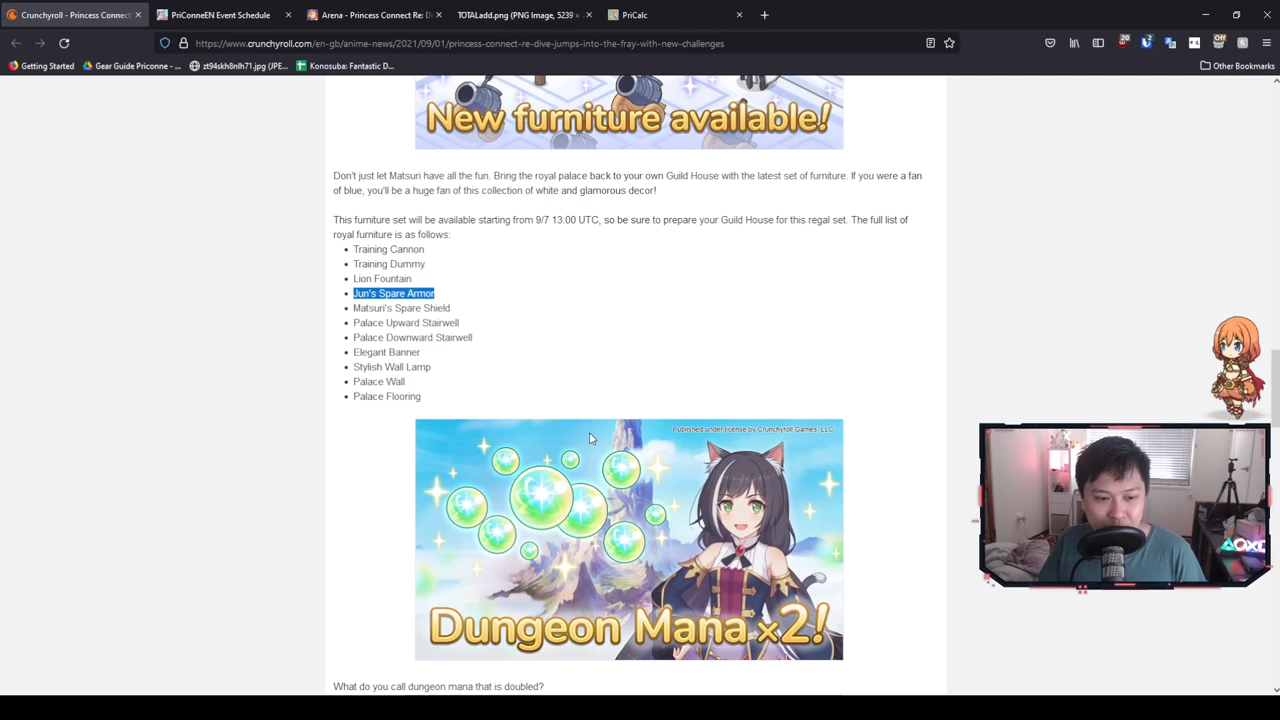 Crunchyroll - Princess Connect!
PriConneEN Event Schedule
Arena - Princess Connect Re: Di
TOTALadd.png (PNG Image, 5239 ×
PriCalc
https://www.crunchyroll.com/en-gb/anime-news/2021/09/01/princess-connect-re-dive-jumps-into-the-fray-with-new-challenges
20
Off
Getting Started
Gear Guide Priconne - ...
zt94skh8nlh71.jpg (JPE...
Konosuba: Fantastic D...
Other Bookmarks
New furniture available!
Don't just let Matsuri have all the fun. Bring the royal palace back to your own Guild House with the latest set of furniture. If you were a fan
of blue, you'll be a huge fan of this collection of white and glamorous decor!
This furniture set will be available starting from 9/7 13:00 UTC, so be sure to prepare your Guild House for this regal set. The full list of
royal furniture is as follows:
Training Cannon
Training Dummy
Lion Fountain
Jun's Spare Armor
Matsuri's Spare Shield
Palace Upward Stairwell
Palace Downward Stairwell
Elegant Banner
Stylish Wall Lamp
Palace Wall
Palace Flooring
Published under license by Crunchyroll Games, LLC
Dungeon Mana ×2!
What do you call dungeon mana that is doubled?